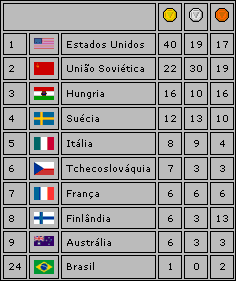 1 Estados Unidos 40 19 17
2 União Soviética 22 30 19
3 Hungria 16 10 16
4 Suécia 12 13 10
5 Itália 8 9 4
6 Tchecoslováquia 7 3 3
7 França 6 6 6
8 Finlândia 6 3 13
9 Austrália 6 3 3
24 Brasil 1 0 2